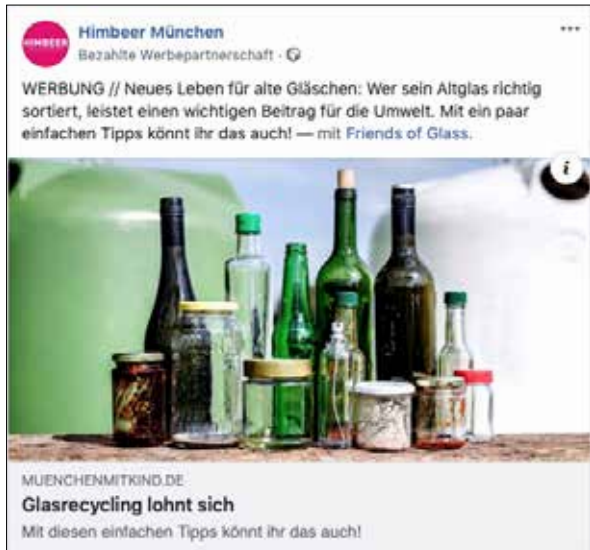 HIMBEER
Himbeer München
Bezahlte Werbepartnerschaft ·
WERBUNG // Neues Leben für alte Gläschen: Wer sein Altglas richtig
sortiert, leistet einen wichtigen Beitrag für die Umwelt. Mit ein paar
einfachen Tipps könnt ihr das auch! — mit Friends of Glass.
i
MUENCHENMITKIND.DE
Glasrecycling lohnt sich
Mit diesen einfachen Tipps könnt ihr das auch!